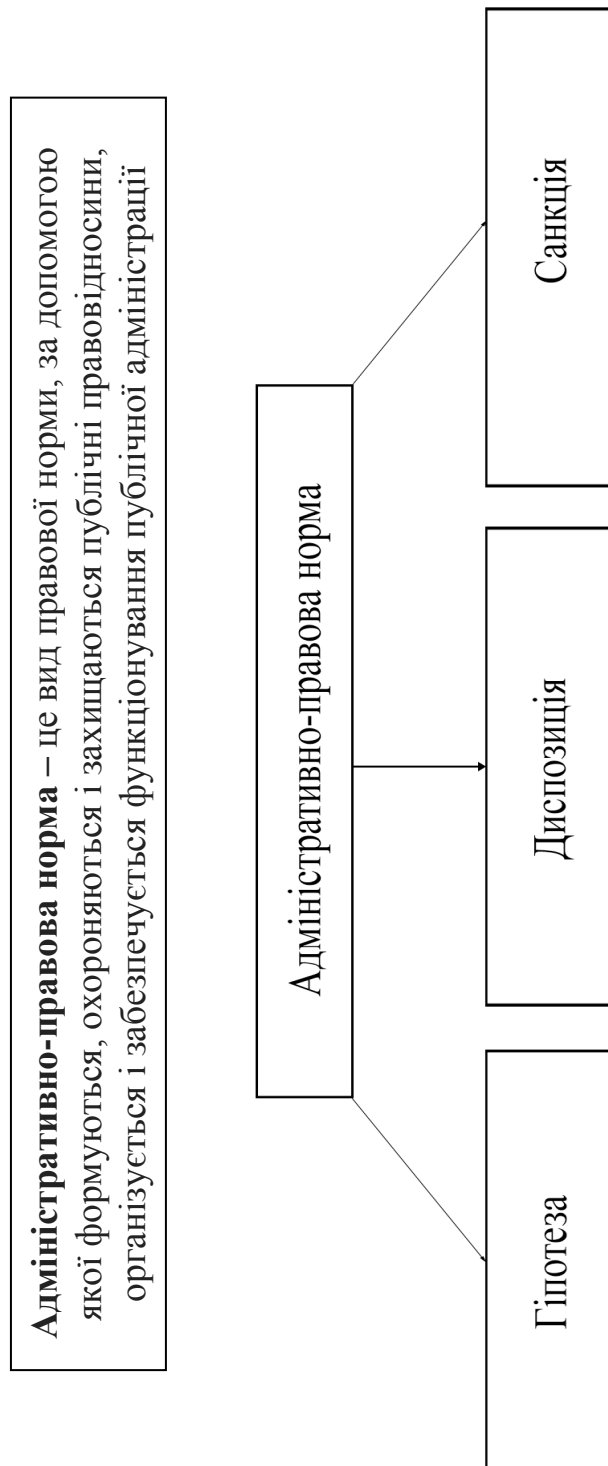 Адміністративно-правова норма – це вид правової норми, за допомогою
якої формуються, охороняються і захищаються публічні правовідносини,
організується і забезпечується функціонування публічної адміністрації
Адміністративно-правова норма
Гіпотеза
Диспозиція
Санкція